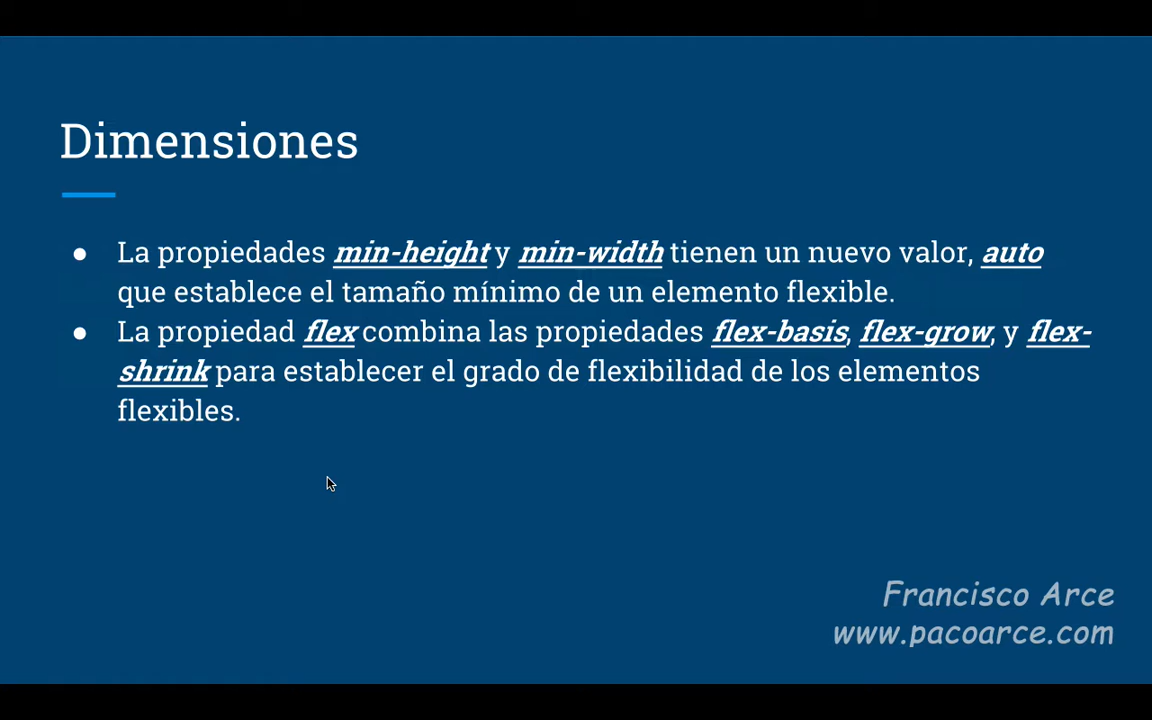 Dimensiones
● La propiedades min-height y min-width tienen un nuevo valor, auto
que establece el tamaño mínimo de un elemento flexible.
● La propiedad flex combina las propiedades flex-basis, flex-grow, y flex-
shrink para establecer el grado de flexibilidad de los elementos
flexibles.
Francisco Arce
www.pacoarce.com